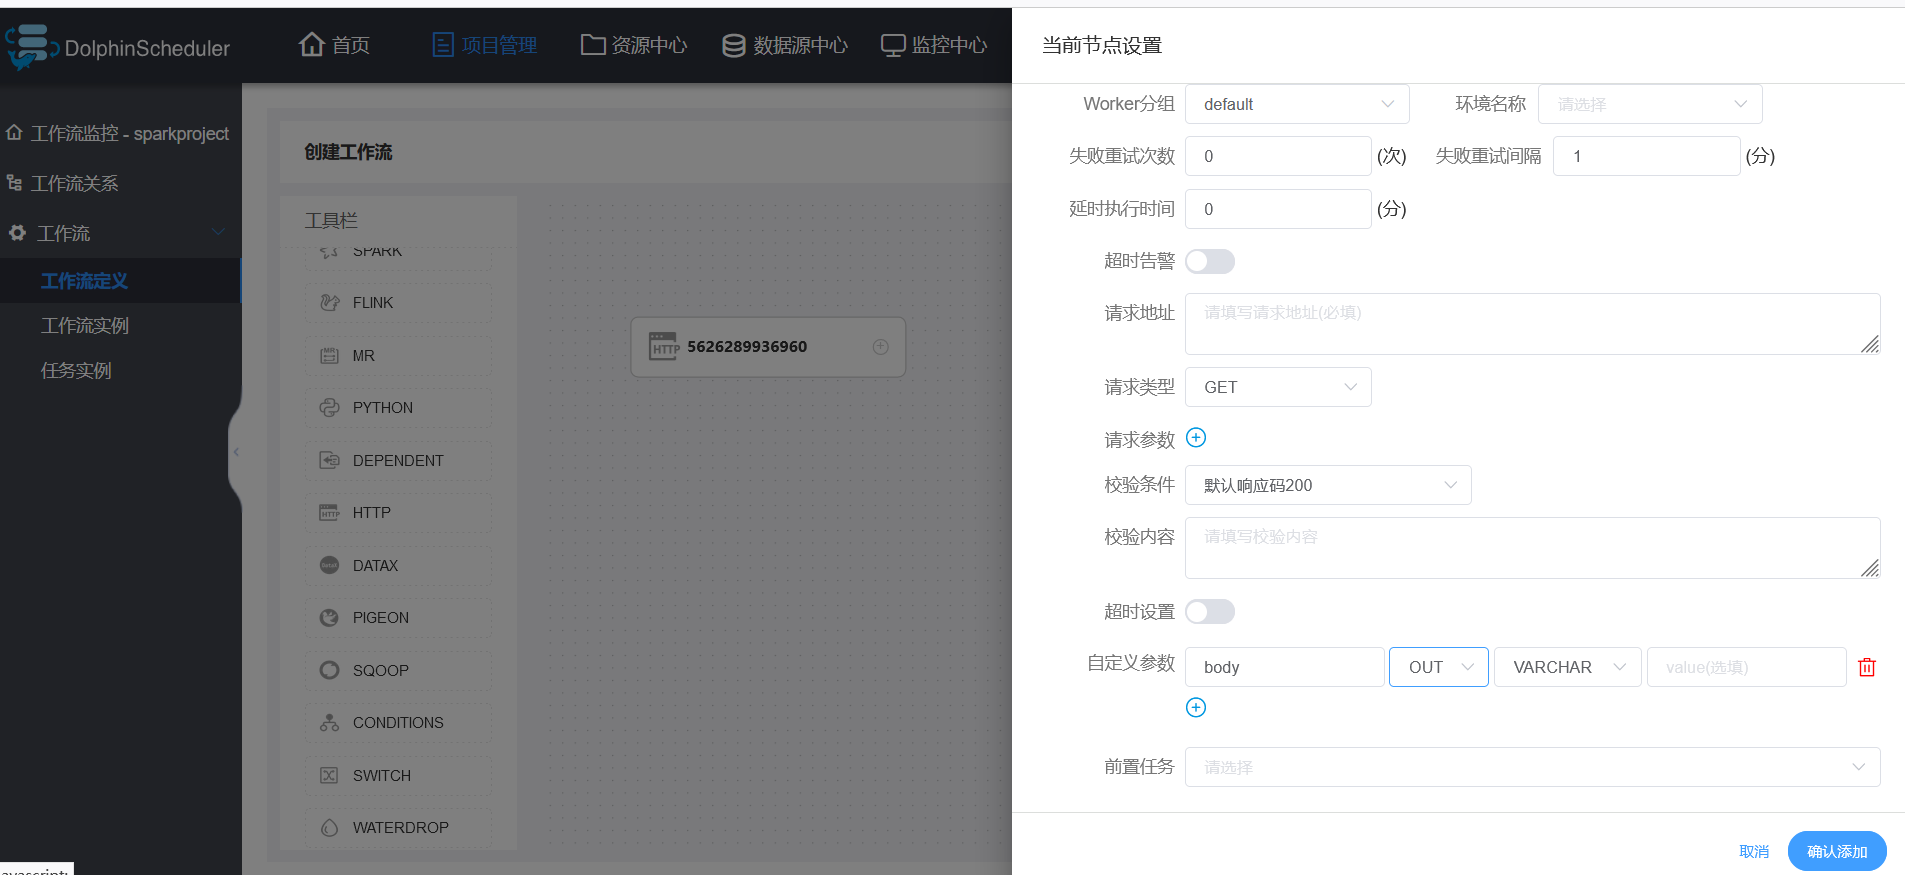 DolphinScheduler
首页
项目管理
资源中心
数据源中心
监控中心
工作流监控 - sparkproject
工作流关系
工作流
工作流定义
工作流实例
任务实例
创建工作流
工具栏
SPARK
FLINK
MR
PYTHON
DEPENDENT
HTTP
DATAX
PIGEON
SQOOP
CONDITIONS
SWITCH
WATERDROP
HTTP 5626289936960
当前节点设置
Worker分组 default 环境名称 请选择
失败重试次数 0 (次) 失败重试间隔 1 (分)
延时执行时间 0 (分)
超时告警
请求地址 请填写请求地址(必填)
请求类型 GET
请求参数
校验条件 默认响应码200
校验内容 请填写校验内容
超时设置
自定义参数 body OUT VARCHAR value(选填)
前置任务 请选择
取消 确认添加